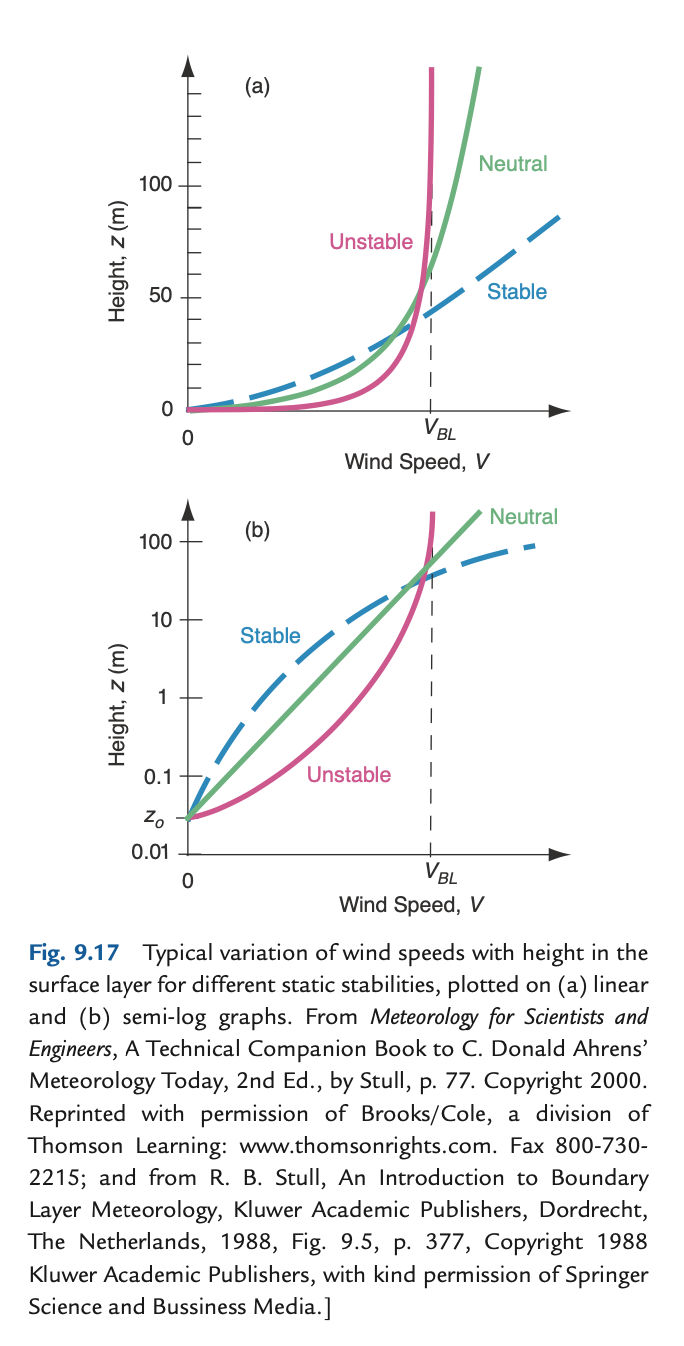 (a)
Neutral
100
Unstable
Height, z (m)
50
Stable
0
0
V_BL
Wind Speed, V
(b)
Neutral
100
10
Stable
Height, z (m)
1
Unstable
0.1
z_o
0.01
0
V_BL
Wind Speed, V
Fig. 9.17 Typical variation of wind speeds with height in the
surface layer for different static stabilities, plotted on (a) linear
and (b) semi-log graphs. From Meteorology for Scientists and
Engineers, A Technical Companion Book to C. Donald Ahrens’
Meteorology Today, 2nd Ed., by Stull, p. 77. Copyright 2000.
Reprinted with permission of Brooks/Cole, a division of
Thomson Learning: www.thomsonrights.com. Fax 800-730-
2215; and from R. B. Stull, An Introduction to Boundary
Layer Meteorology, Kluwer Academic Publishers, Dordrecht,
The Netherlands, 1988, Fig. 9.5, p. 377, Copyright 1988
Kluwer Academic Publishers, with kind permission of Springer
Science and Bussiness Media.]